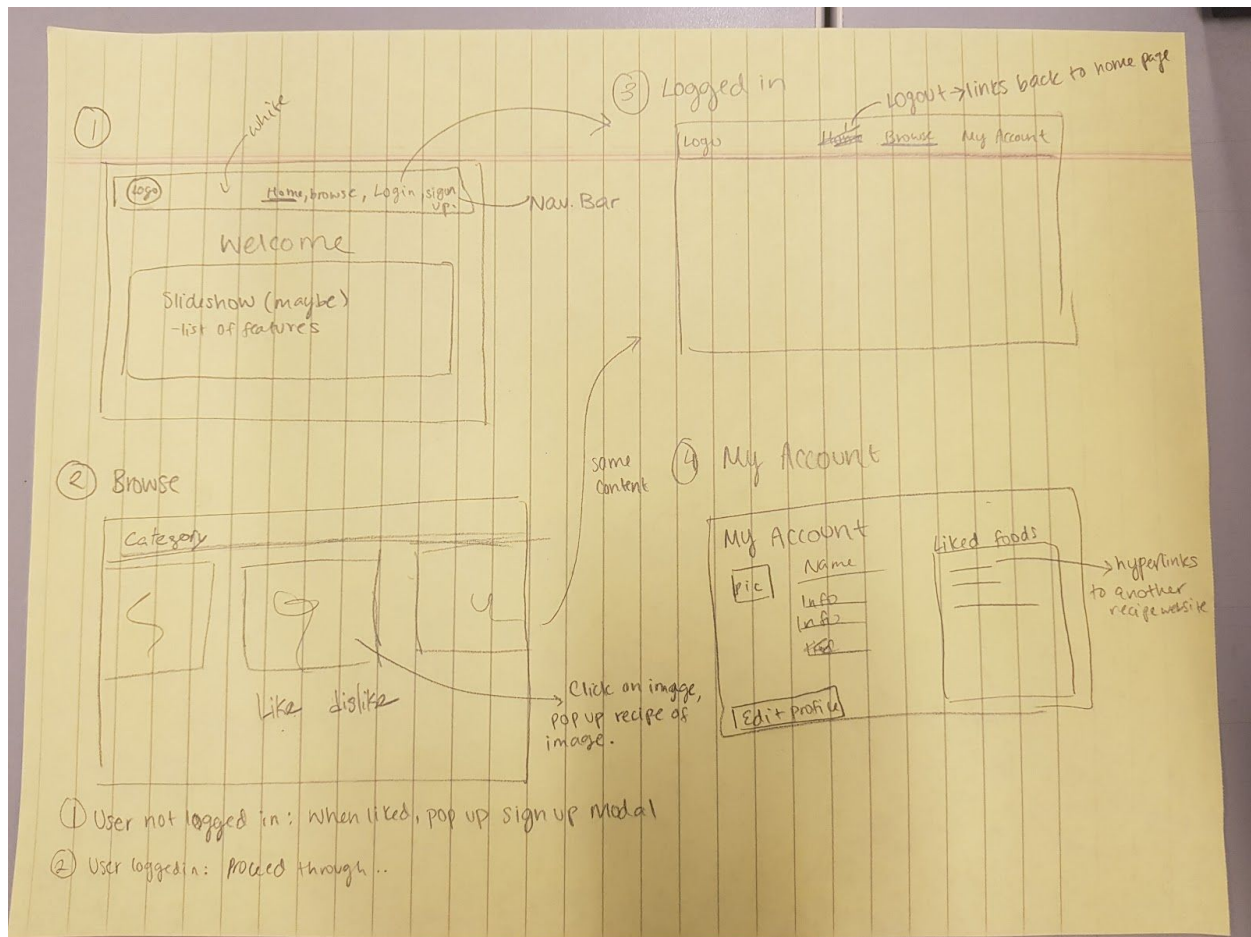 ①
white
Logo
Home, browse, Login, sign
up.
Nav. Bar
Welcome
Slideshow (maybe)
-list of features
② Browse
Category
Like dislike
Click on image,
pop up recipe of
image.
same
content
③ Logged in
Logout → links back to home page
Logo Home Browse My Account
④ My Account
My Account
pic
Name
Info
Info
Edit profile
Liked foods
hyperlinks
to another
recipe website
① User not logged in: when liked, pop up sign up modal
② User logged in: Proceed through..